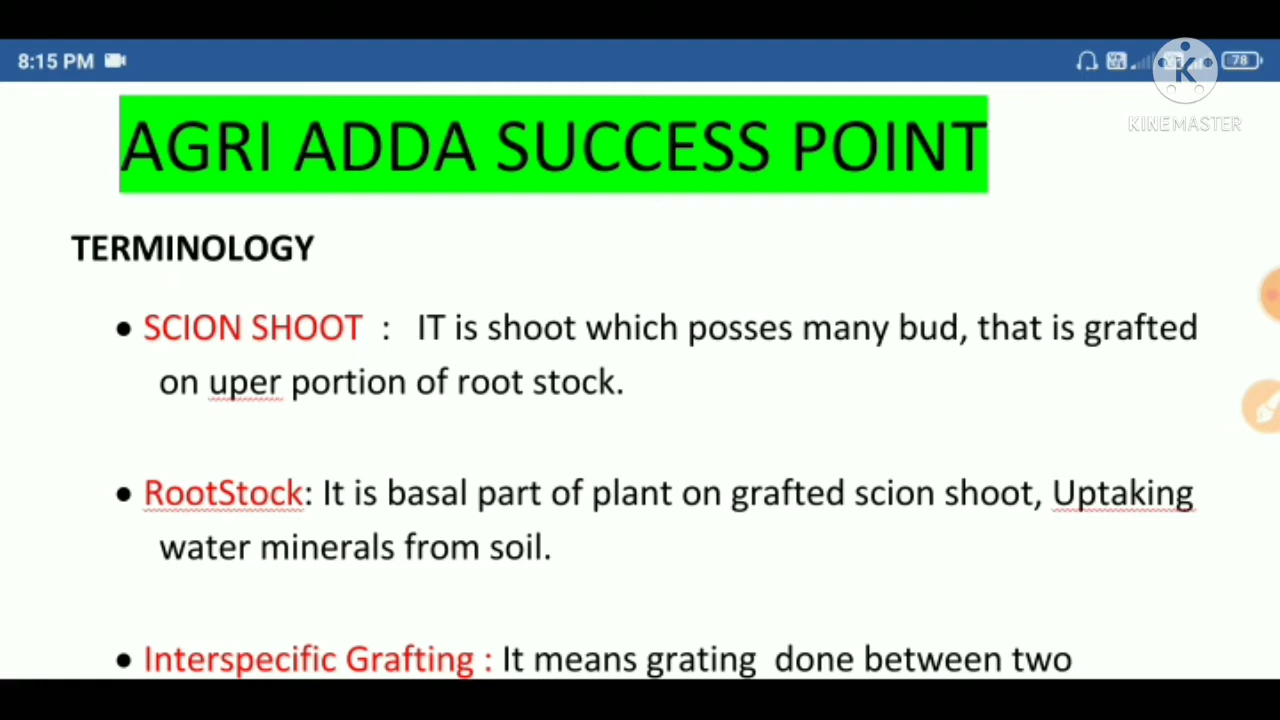 8:15 PM
78
KINEMASTER
AGRI ADDA SUCCESS POINT
TERMINOLOGY
• SCION SHOOT : IT is shoot which posses many bud, that is grafted
on uper portion of root stock.
• RootStock: It is basal part of plant on grafted scion shoot, Uptaking
water minerals from soil.
• Interspecific Grafting : It means grating done between two